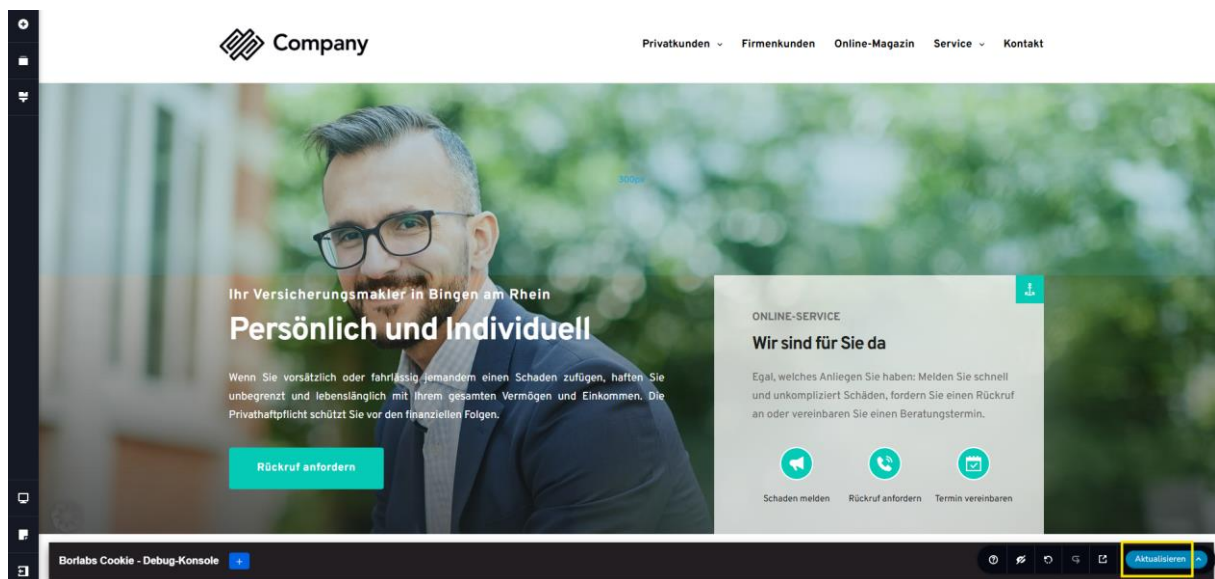 Company
Privatkunden
Firmenkunden
Online-Magazin
Service
Kontakt
300px
Ihr Versicherungsmakler in Bingen am Rhein
Persönlich und Individuell
Wenn Sie vorsätzlich oder fahrlässig jemandem einen Schaden zufügen, haften Sie
unbegrenzt und lebenslänglich mit Ihrem gesamten Vermögen und Einkommen. Die
Privathaftpflicht schützt Sie vor den finanziellen Folgen.
Rückruf anfordern
ONLINE-SERVICE
Wir sind für Sie da
Egal, welches Anliegen Sie haben: Melden Sie schnell
und unkompliziert Schäden, fordern Sie einen Rückruf
an oder vereinbaren Sie einen Beratungstermin.
Schaden melden
Rückruf anfordern
Termin vereinbaren
Borlabs Cookie - Debug-Konsole
+
Aktualisieren